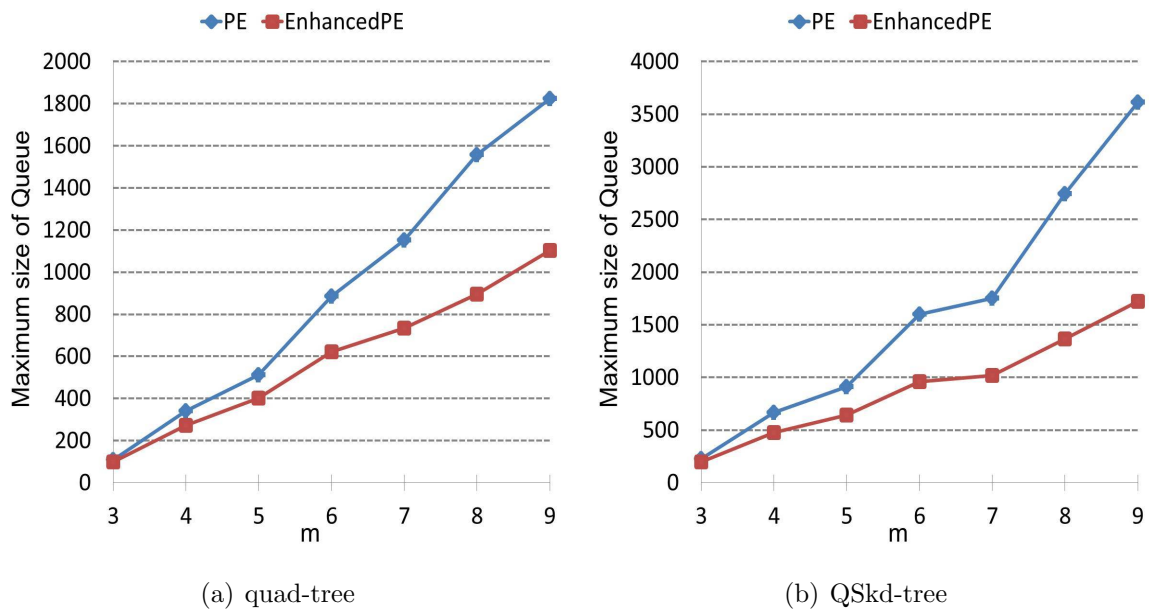 PE EnhancedPE
Maximum size of Queue
2000
1800
1600
1400
1200
1000
800
600
400
200
0
3 4 5 6 7 8 9
m
(a) quad-tree
PE EnhancedPE
Maximum size of Queue
4000
3500
3000
2500
2000
1500
1000
500
0
3 4 5 6 7 8 9
m
(b) QSkd-tree